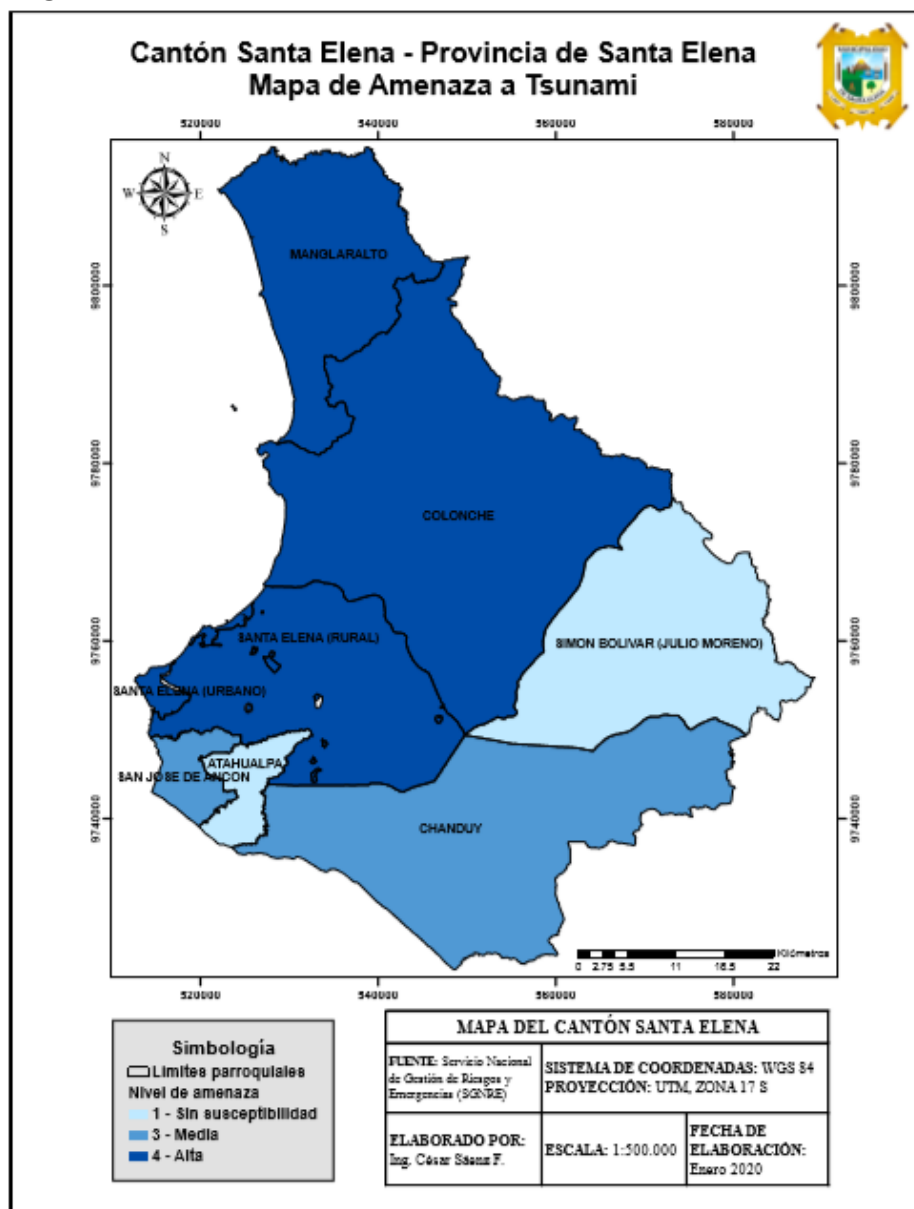 Cantón Santa Elena - Provincia de Santa Elena
Mapa de Amenaza a Tsunami
520000 540000 560000 580000
N
W E
S
9800000
9780000
9760000
9740000
9800000
9780000
9760000
9740000
MANGLARALTO
COLONCHE
SIMON BOLIVAR (JULIO MORENO)
SANTA ELENA (RURAL)
SANTA ELENA (URBANO)
ATAHUALPA
SAN JOSE DE ANCON
CHANDUY
Kilómetros
0 2.75 5.5 11 16.5 22
520000 540000 560000 580000
Simbología
Límites parroquiales
Nivel de amenaza
1 - Sin susceptibilidad
3 - Media
4 - Alta
MAPA DEL CANTÓN SANTA ELENA
FUENTE: Servicio Nacional
de Gestión de Riesgos y
Emergencias (SGNRE)
SISTEMA DE COORDENADAS: WGS 84
PROYECCIÓN: UTM, ZONA 17 S
ELABORADO POR:
Ing. César Sáenz F.
ESCALA: 1:500.000
FECHA DE
ELABORACIÓN:
Enero 2020